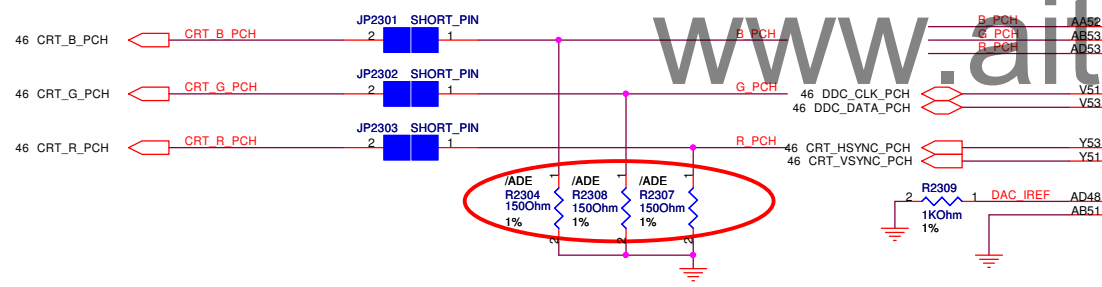 JP2301 SHORT_PIN
46 CRT_B_PCH CRT_B_PCH 2 1 B_PCH
JP2302 SHORT_PIN
46 CRT_G_PCH CRT_G_PCH 2 1 G_PCH
JP2303 SHORT_PIN
46 CRT_R_PCH CRT_R_PCH 2 1 R_PCH
www.ait
B_PCH AA52
G_PCH AB53
R_PCH AD53
46 DDC_CLK_PCH V51
46 DDC_DATA_PCH V53
46 CRT_HSYNC_PCH Y53
46 CRT_VSYNC_PCH Y51
1 1 1
/ADE /ADE /ADE
R2304 R2308 R2307
150Ohm 150Ohm 150Ohm
1% 1% 1%
2 2 2
R2309
2 1 DAC_IREF AD48
1KOhm
1%
AB51